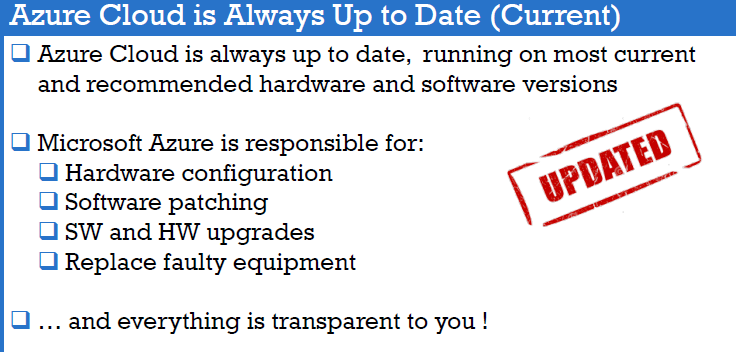 Azure Cloud is Always Up to Date (Current)
Azure Cloud is always up to date, running on most current
and recommended hardware and software versions
Microsoft Azure is responsible for:
Hardware configuration
Software patching
SW and HW upgrades
Replace faulty equipment
... and everything is transparent to you !
UPDATED